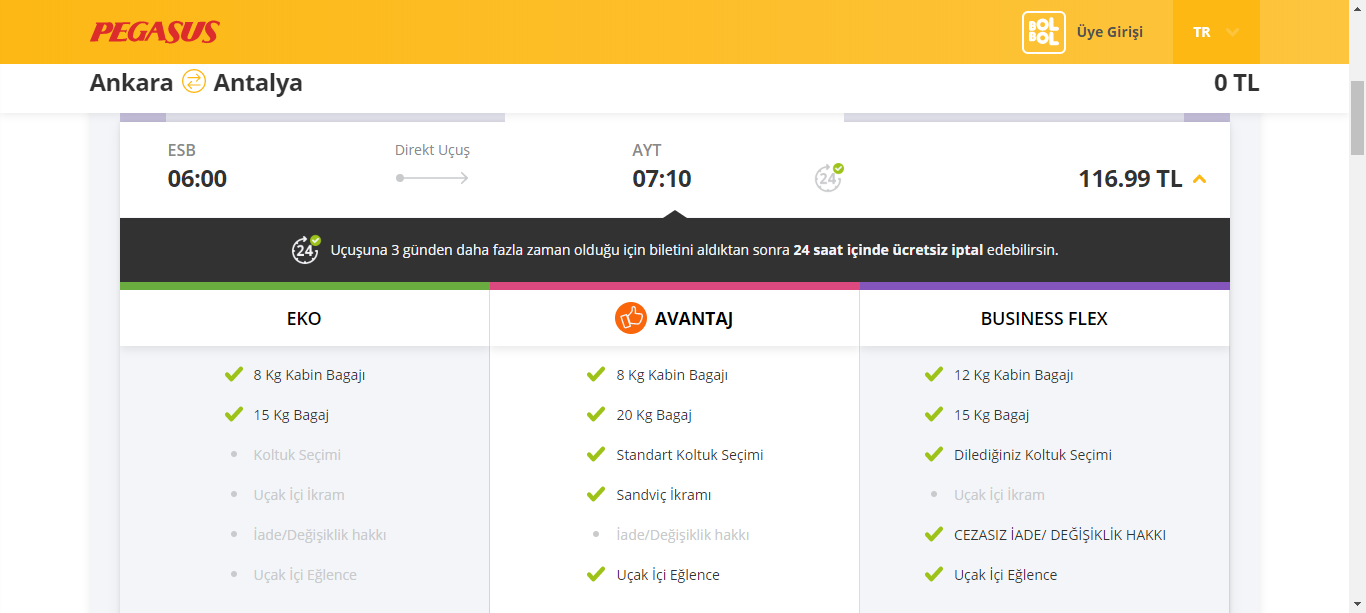 PEGASUS
BOL BOL
Üye Girişi
TR
Ankara Antalya
0 TL
ESB
Direkt Uçuş
AYT
06:00
07:10
24
116.99 TL
24
Uçuşuna 3 günden daha fazla zaman olduğu için biletini aldıktan sonra 24 saat içinde ücretsiz iptal edebilirsin.
EKO
AVANTAJ
BUSINESS FLEX
8 Kg Kabin Bagajı
15 Kg Bagaj
Koltuk Seçimi
Uçak İçi İkram
İade/Değişiklik hakkı
Uçak İçi Eğlence
8 Kg Kabin Bagajı
20 Kg Bagaj
Standart Koltuk Seçimi
Sandviç İkramı
İade/Değişiklik hakkı
Uçak İçi Eğlence
12 Kg Kabin Bagajı
15 Kg Bagaj
Dilediğiniz Koltuk Seçimi
Uçak İçi İkram
CEZASIZ İADE/ DEĞİŞİKLİK HAKKI
Uçak İçi Eğlence